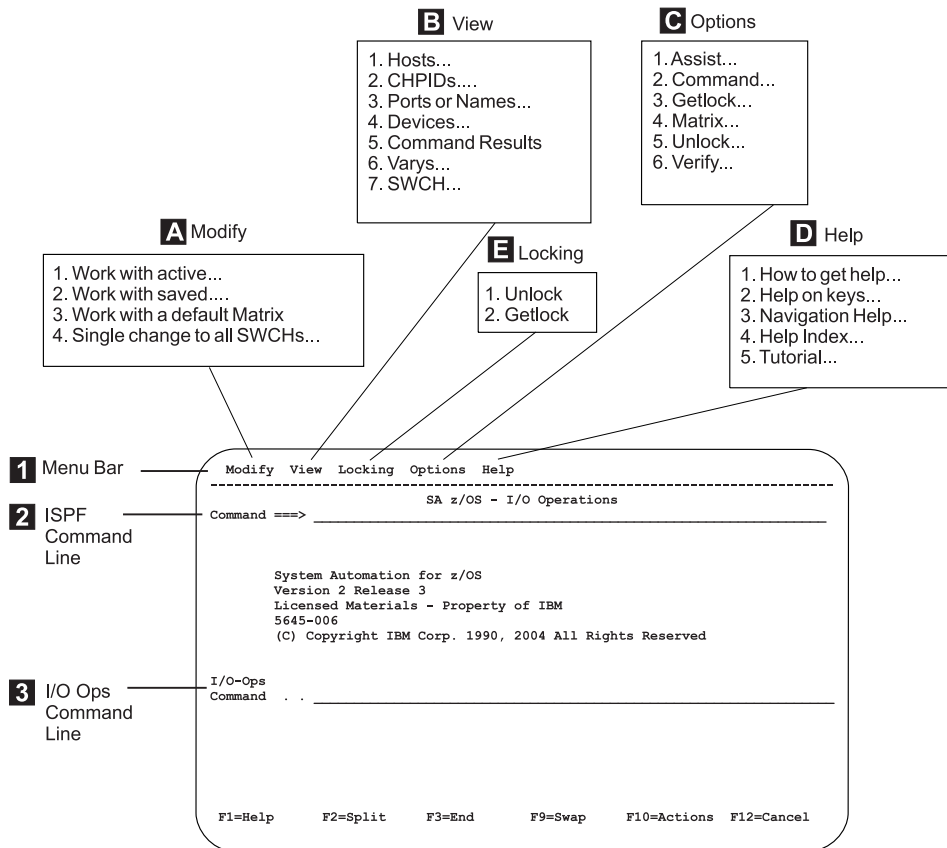 B View
1. Hosts...
2. CHPIDs....
3. Ports or Names...
4. Devices...
5. Command Results
6. Varys...
7. SWCH...
C Options
1. Assist...
2. Command...
3. Getlock...
4. Matrix...
5. Unlock...
6. Verify...
A Modify
1. Work with active...
2. Work with saved....
3. Work with a default Matrix
4. Single change to all SWCHs...
E Locking
1. Unlock
2. Getlock
D Help
1. How to get help...
2. Help on keys...
3. Navigation Help...
4. Help Index...
5. Tutorial...
1 Menu Bar
Modify View Locking Options Help
SA z/OS - I/O Operations
2 ISPF
Command
Line
Command ===>
System Automation for z/OS
Version 2 Release 3
Licensed Materials - Property of IBM
5645-006
(C) Copyright IBM Corp. 1990, 2004 All Rights Reserved
3 I/O Ops
Command
Line
I/O-Ops
Command . .
F1=Help F2=Split F3=End F9=Swap F10=Actions F12=Cancel